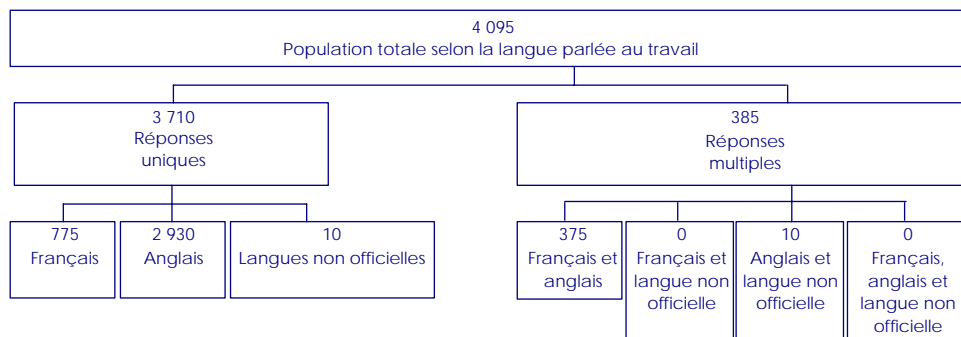 4 095
Population totale selon la langue parlée au travail
3 710
Réponses
uniques
385
Réponses
multiples
775
Français
2 930
Anglais
10
Langues non officielles
375
Français et
anglais
0
Français et
langue non
officielle
10
Anglais et
langue non
officielle
0
Français,
anglais et
langue non
officielle